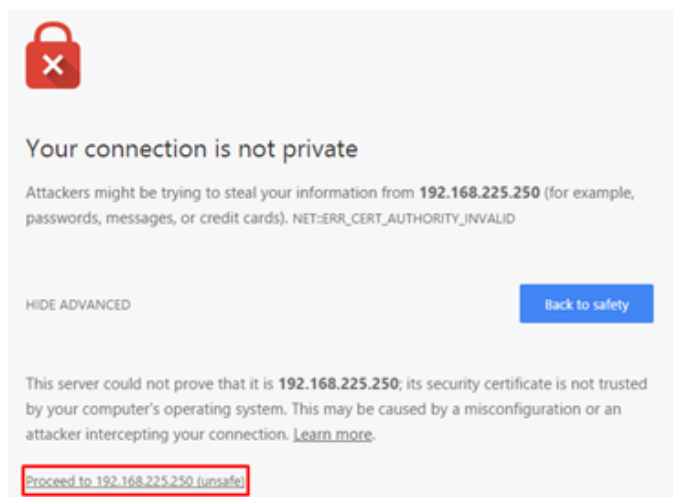 Your connection is not private
Attackers might be trying to steal your information from 192.168.225.250 (for example,
passwords, messages, or credit cards). NET::ERR_CERT_AUTHORITY_INVALID
HIDE ADVANCED
Back to safety
This server could not prove that it is 192.168.225.250; its security certificate is not trusted
by your computer's operating system. This may be caused by a misconfiguration or an
attacker intercepting your connection. Learn more.
Proceed to 192.168.225.250 (unsafe)